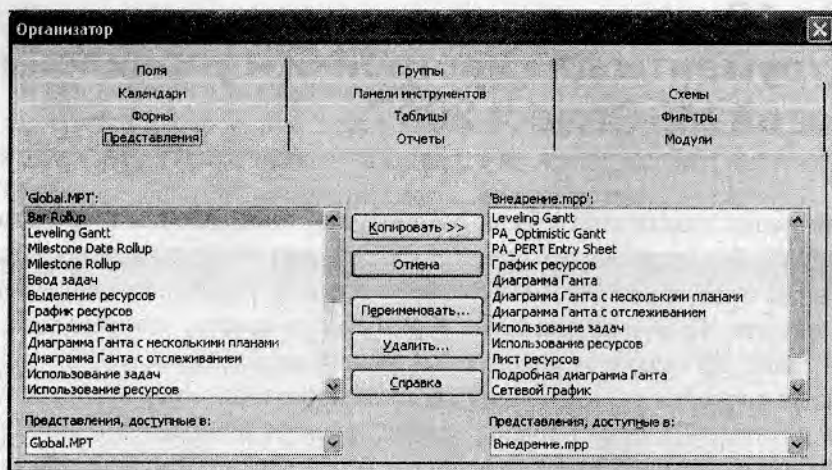 Организатор
Поля
Группы
Календари
Панели инструментов
Схемы
Формы
Таблицы
Фильтры
Представления
Отчеты
Модули
'Global.MPT':
Bar Rollup
Leveling Gantt
Milestone Date Rollup
Milestone Rollup
Ввод задач
Выделение ресурсов
График ресурсов
Диаграмма Ганта
Диаграмма Ганта с несколькими планами
Диаграмма Ганта с отслеживанием
Использование задач
Использование ресурсов
Копировать >>
Отмена
Переименовать...
Удалить...
Справка
'Внедрение.mpp':
Leveling Gantt
PA_Optimistic Gantt
PA_PERT Entry Sheet
График ресурсов
Диаграмма Ганта
Диаграмма Ганта с несколькими планами
Диаграмма Ганта с отслеживанием
Использование задач
Использование ресурсов
Лист ресурсов
Подробная диаграмма Ганта
Сетевой график
Представления, доступные в:
Global.MPT
Представления, доступные в:
Внедрение.mpp